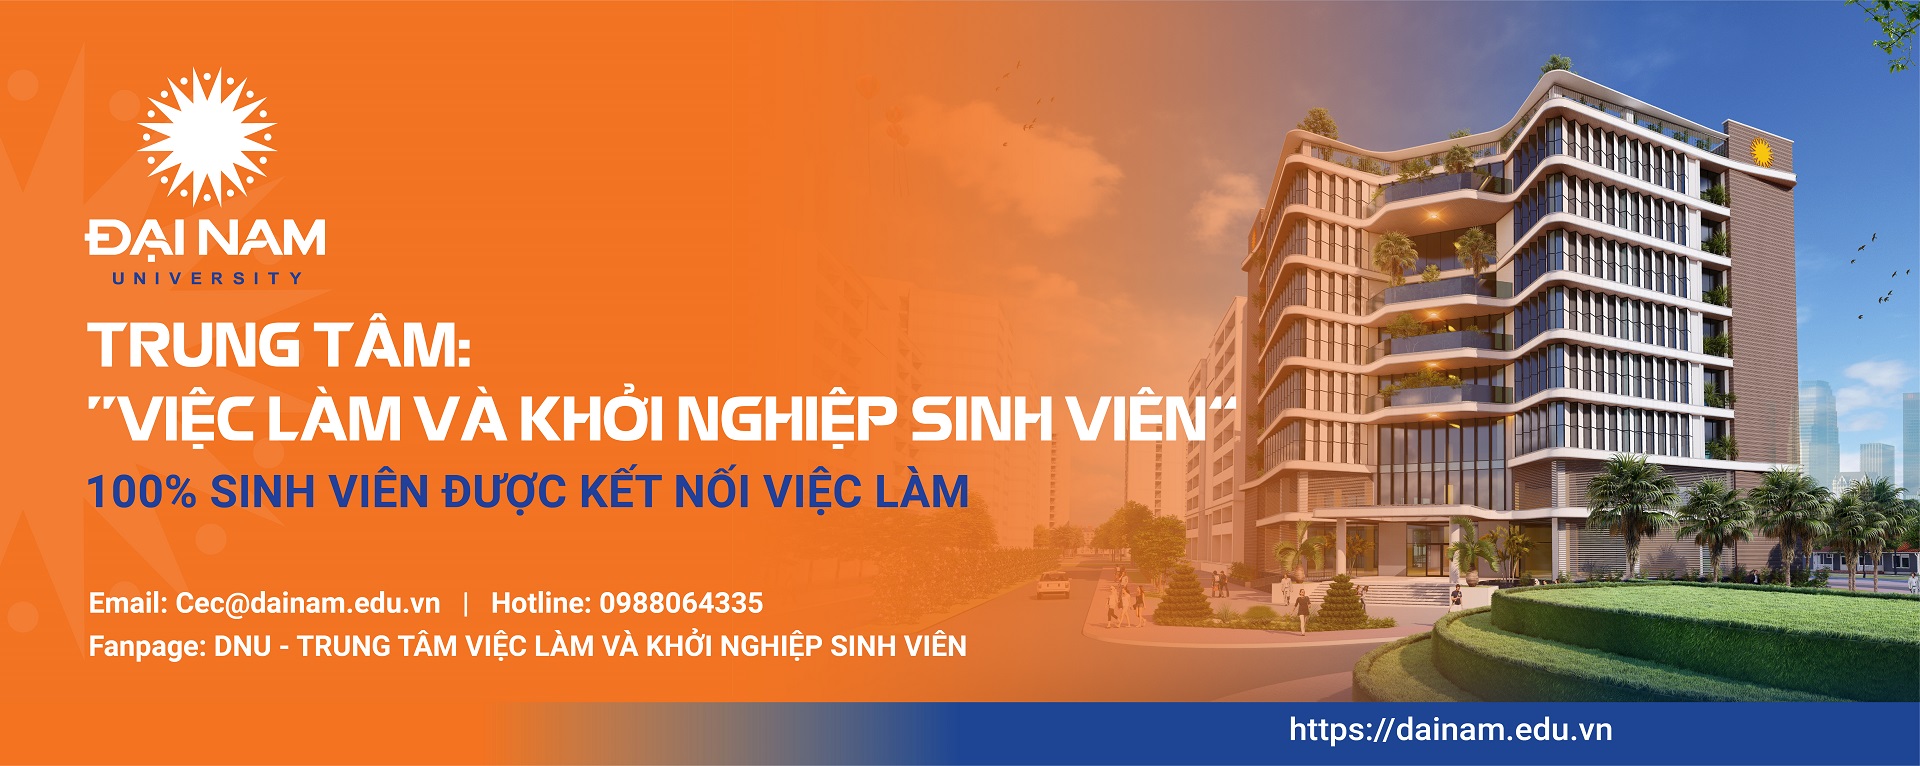 ĐẠI NAM
UNIVERSITY
TRUNG TÂM:
"VIỆC LÀM VÀ KHỞI NGHIỆP SINH VIÊN“
100% SINH VIÊN ĐƯỢC KẾT NỐI VIỆC LÀM
Email: Cec@dainam.edu.vn | Hotline: 0988064335
Fanpage: DNU - TRUNG TÂM VIỆC LÀM VÀ KHỞI NGHIỆP SINH VIÊN
https://dainam.edu.vn